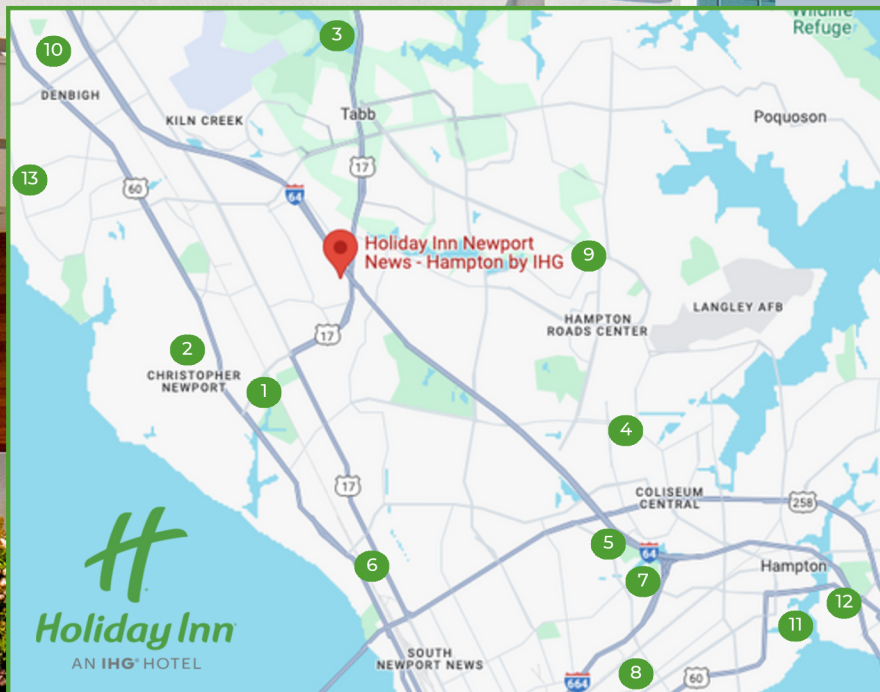 Wildlife
Refuge
3
10
DENBIGH
KILN CREEK
Tabb
Poquoson
17
13
60
64
Holiday Inn Newport
News - Hampton by IHG
9
LANGLEY AFB
HAMPTON
ROADS CENTER
17
2
CHRISTOPHER
NEWPORT
1
4
17
COLISEUM
CENTRAL
258
5
64
6
7
Hampton
12
11
H
Holiday Inn
AN IHG® HOTEL
SOUTH
NEWPORT NEWS
8
664
60